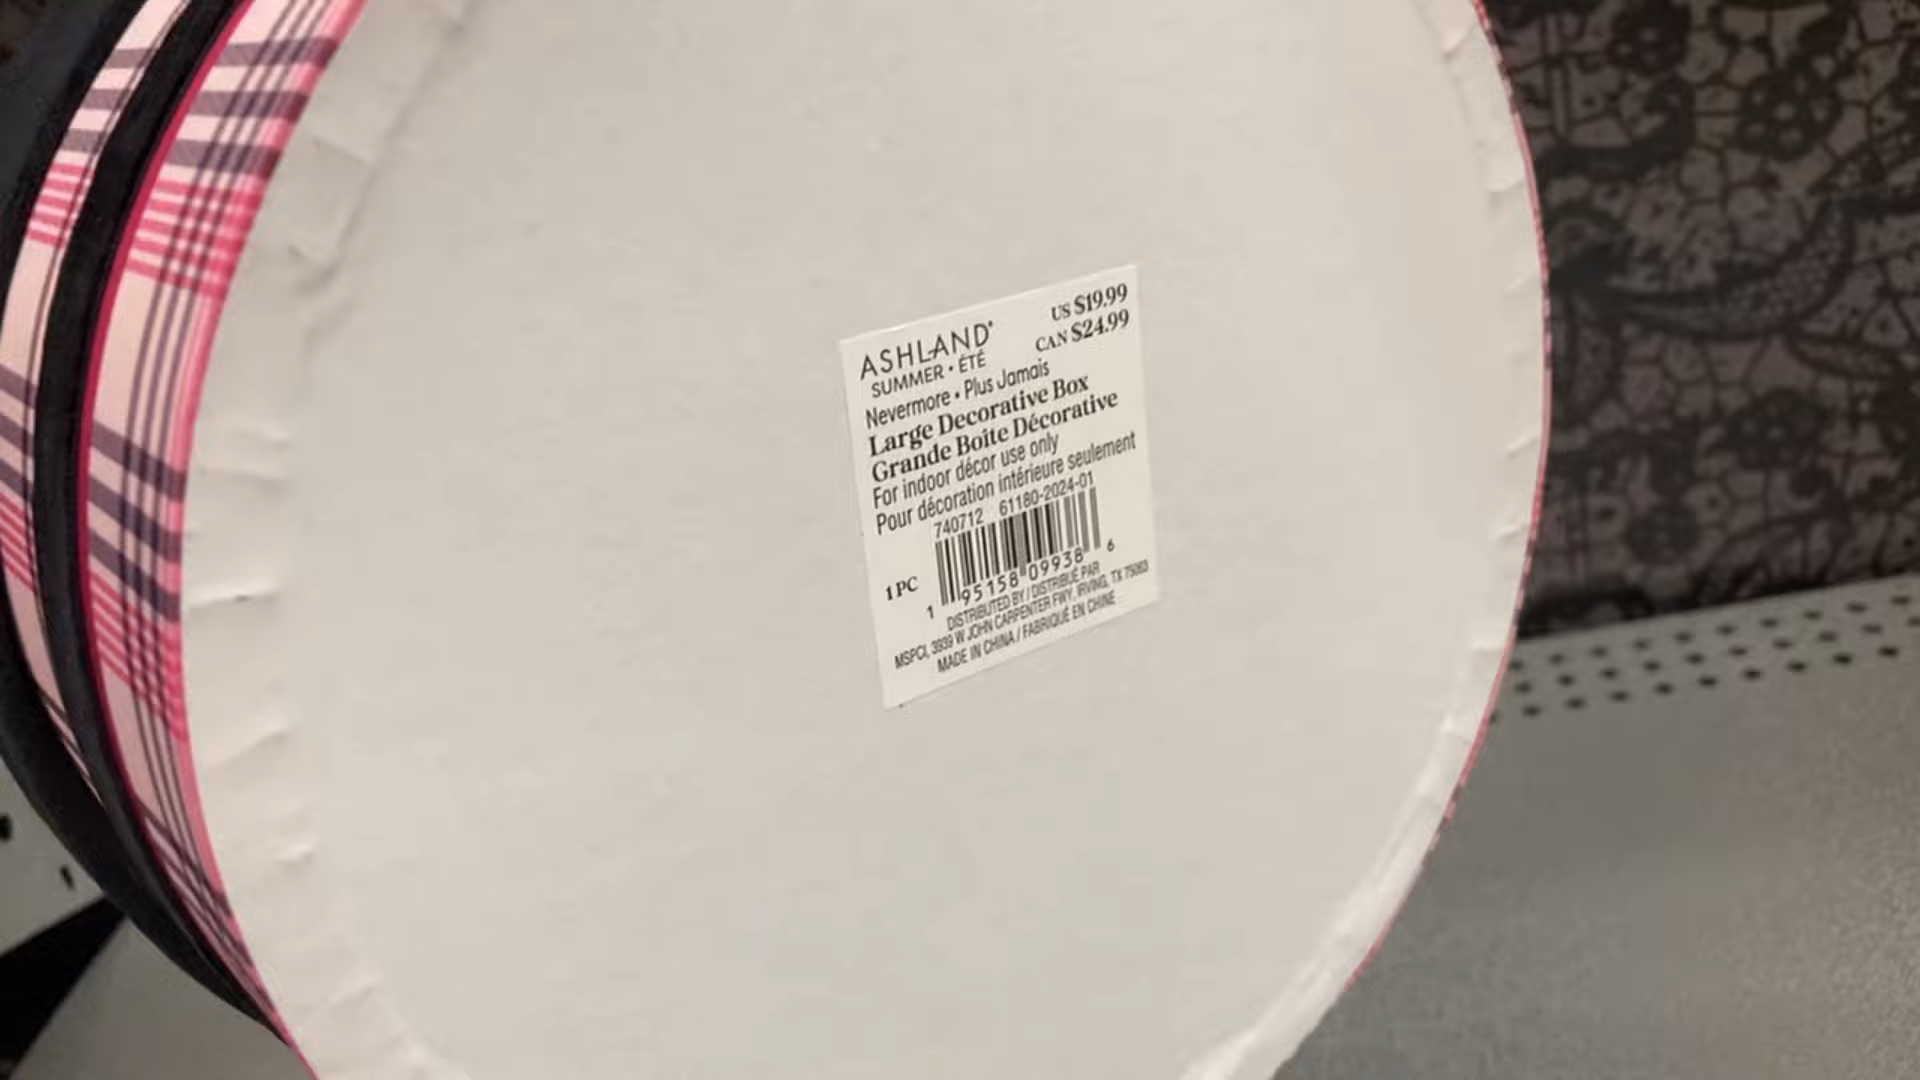 ASHLAND®
US $19.99
CAN $24.99
SUMMER • ÉTÉ
Nevermore • Plus Jamais
Large Decorative Box
Grande Boîte Décorative
For indoor décor use only
Pour décoration intérieure seulement
740712 61180-2024-01
1 PC
1 95158 09938 6
DISTRIBUTED BY / DISTRIBUÉ PAR
MSPCI, 3939 W JOHN CARPENTER FWY, IRVING, TX 75063
MADE IN CHINA / FABRIQUÉ EN CHINE